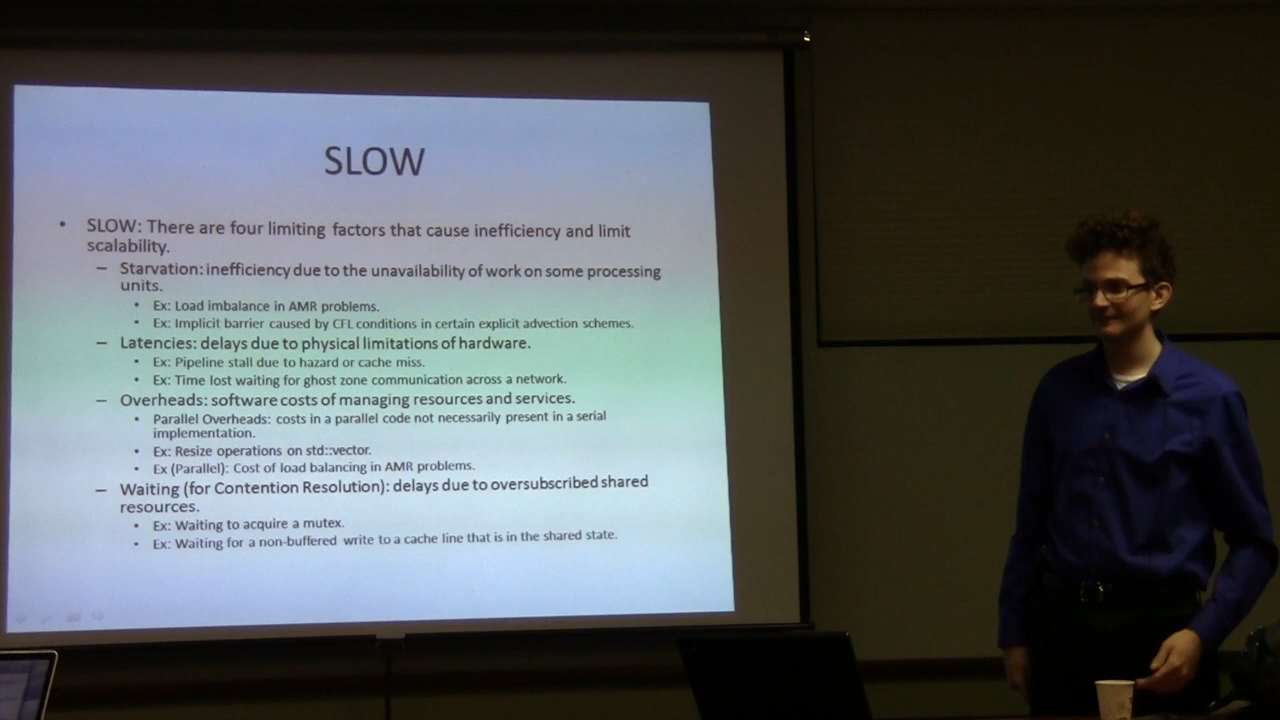 SLOW
• SLOW: There are four limiting factors that cause inefficiency and limit
scalability.
– Starvation: inefficiency due to the unavailability of work on some processing
units.
• Ex: Load imbalance in AMR problems.
• Ex: Implicit barrier caused by CFL conditions in certain explicit advection schemes.
– Latencies: delays due to physical limitations of hardware.
• Ex: Pipeline stall due to hazard or cache miss.
• Ex: Time lost waiting for ghost zone communication across a network.
– Overheads: software costs of managing resources and services.
• Parallel Overheads: costs in a parallel code not necessarily present in a serial
implementation.
• Ex: Resize operations on std::vector.
• Ex (Parallel): Cost of load balancing in AMR problems.
– Waiting (for Contention Resolution): delays due to oversubscribed shared
resources.
• Ex: Waiting to acquire a mutex.
• Ex: Waiting for a non-buffered write to a cache line that is in the shared state.